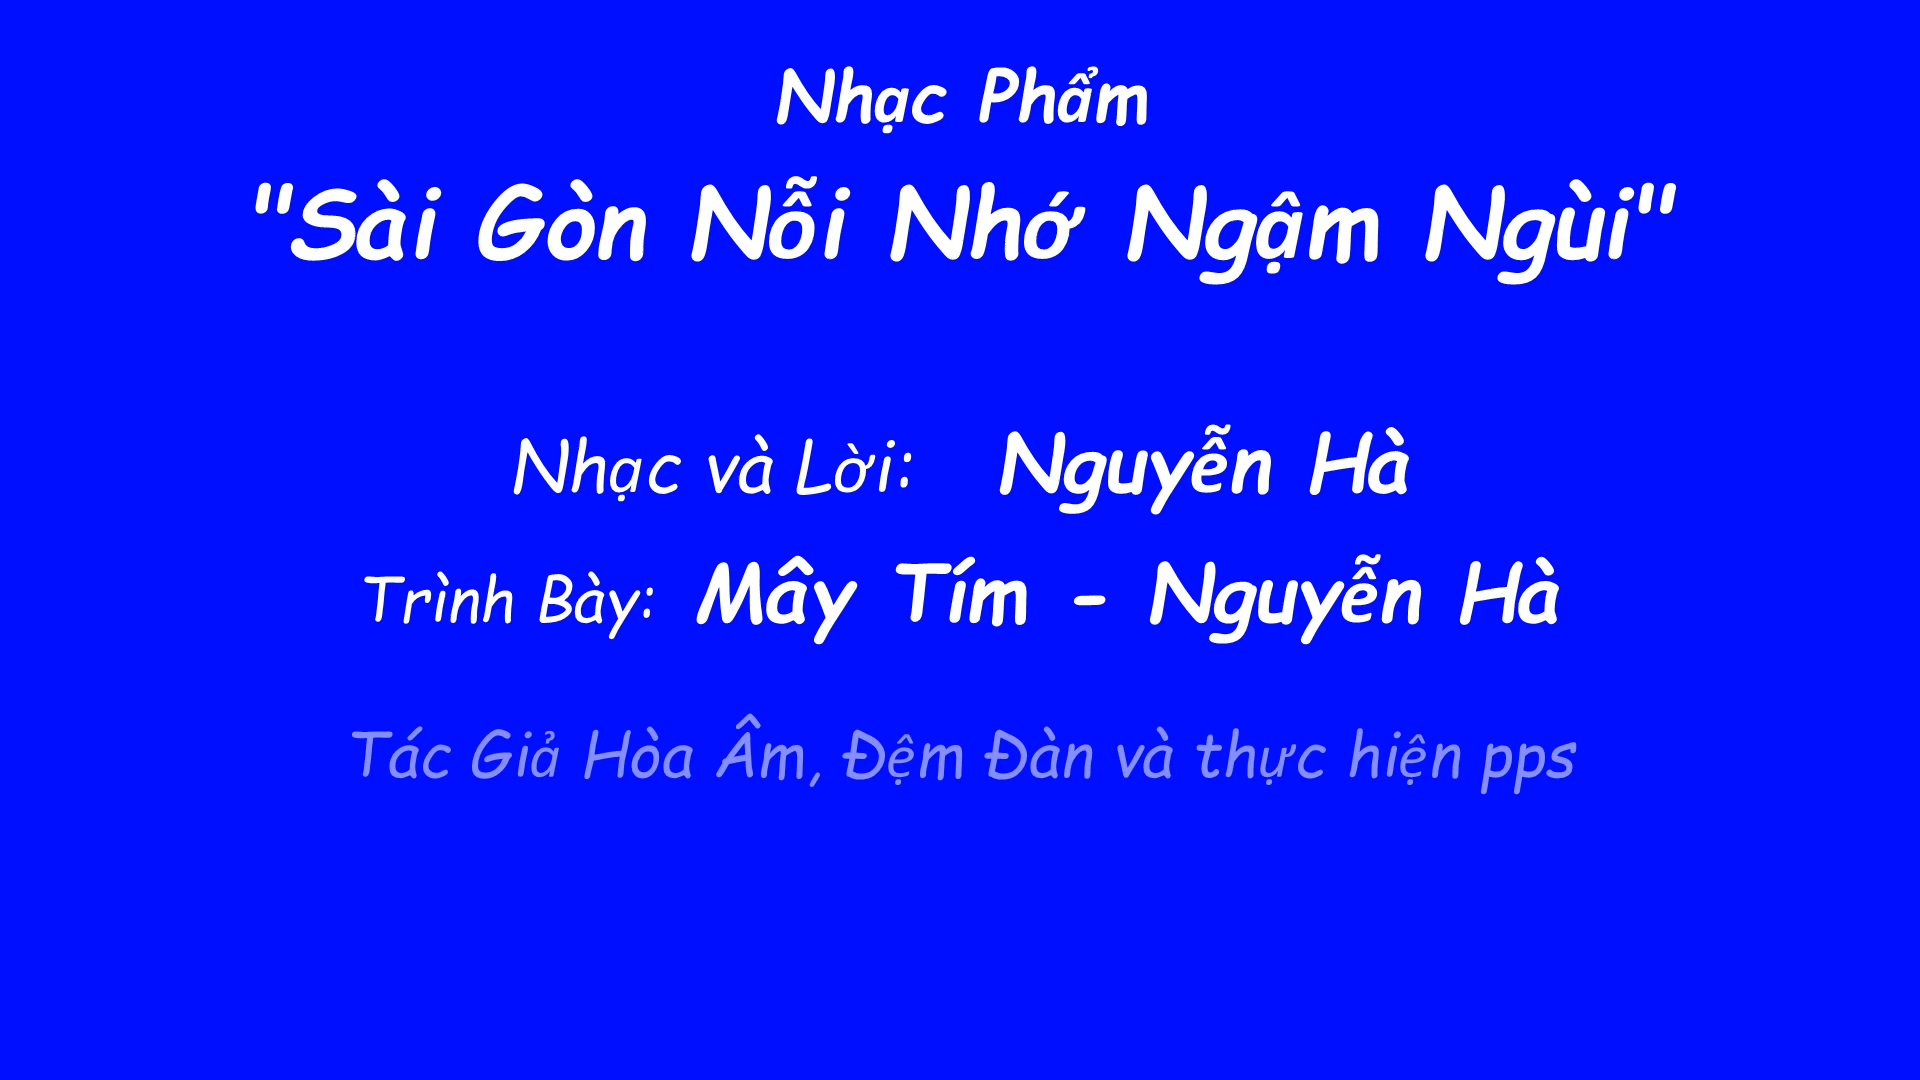 Nhạc Phẩm
"Sài Gòn Nỗi Nhớ Ngậm Ngùi"
Nhạc và Lời: Nguyễn Hà
Trình Bày: Mây Tím - Nguyễn Hà
Tác Giả Hòa Âm, Đệm Đàn và thực hiện pps